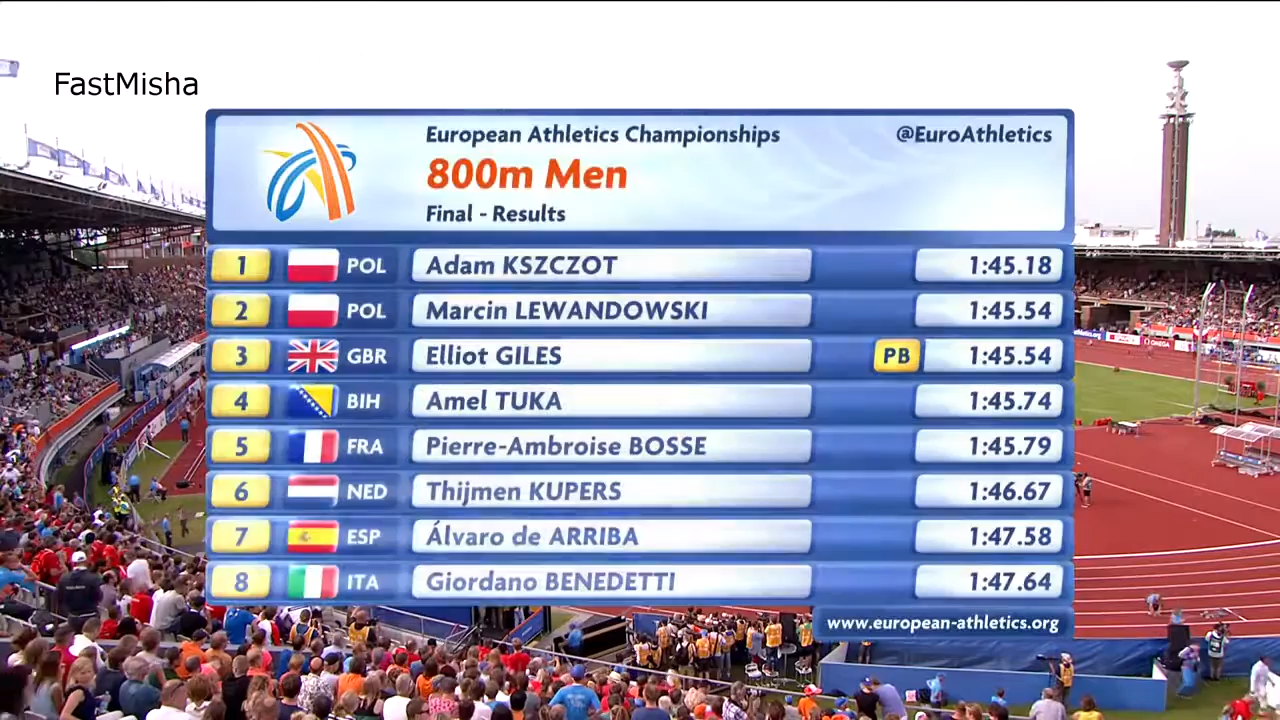 FastMisha
European Athletics Championships @EuroAthletics
800m Men
Final - Results
1 POL Adam KSZCZOT 1:45.18
2 POL Marcin LEWANDOWSKI 1:45.54
3 GBR Elliot GILES PB 1:45.54
4 BIH Amel TUKA 1:45.74
5 FRA Pierre-Ambroise BOSSE 1:45.79
6 NED Thijmen KUPERS 1:46.67
7 ESP Álvaro de ARRIBA 1:47.58
8 ITA Giordano BENEDETTI 1:47.64
www.european-athletics.org